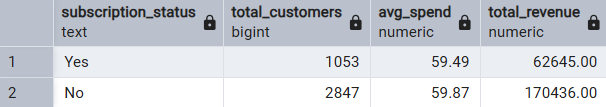 subscription_status total_customers avg_spend total_revenue
text bigint numeric numeric
1 Yes 1053 59.49 62645.00
2 No 2847 59.87 170436.00